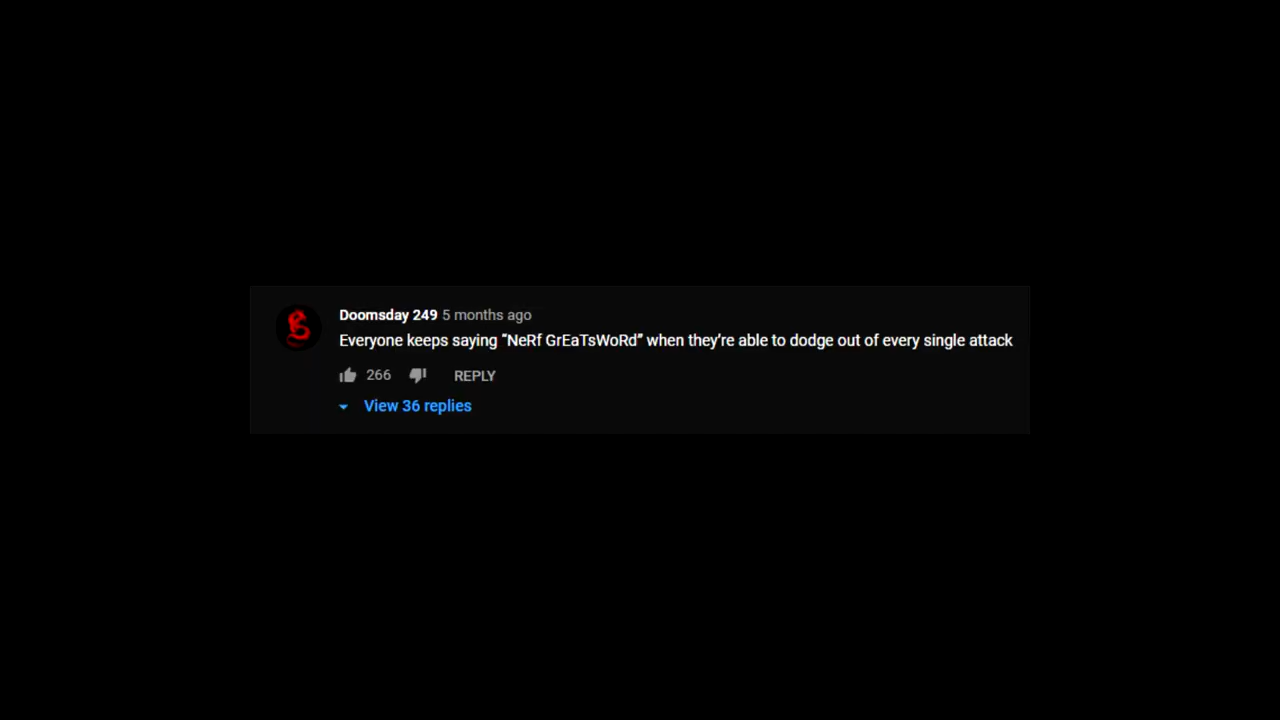 Doomsday 249 5 months ago
Everyone keeps saying "NeRf GrEaTsWoRd" when they're able to dodge out of every single attack
266 REPLY
View 36 replies